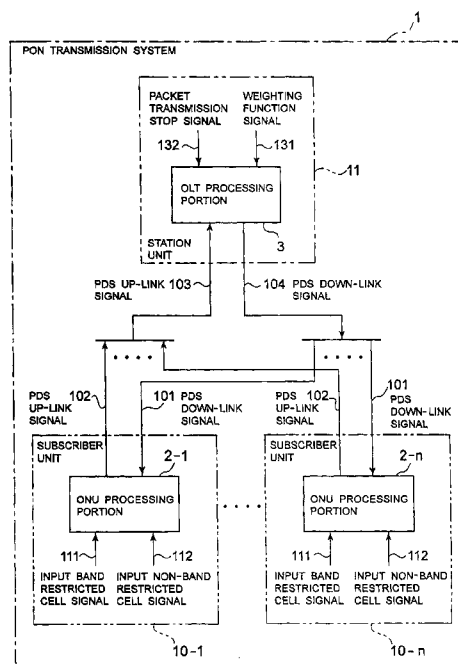 1
PON TRANSMISSION SYSTEM
PACKET
TRANSMISSION
STOP SIGNAL
WEIGHTING
FUNCTION
SIGNAL
132
131
11
OLT PROCESSING
PORTION
3
STATION
UNIT
PDS UP-LINK
SIGNAL
103
104
PDS DOWN-LINK
SIGNAL
PDS
UP-LINK
SIGNAL
102
101
PDS
DOWN-LINK
SIGNAL
PDS
UP-LINK
SIGNAL
102
101
PDS
DOWN-LINK
SIGNAL
SUBSCRIBER
UNIT
2-1
ONU PROCESSING
PORTION
111
112
INPUT BAND
RESTRICTED
CELL SIGNAL
INPUT NON-BAND
RESTRICTED
CELL SIGNAL
10-1
SUBSCRIBER
UNIT
2-n
ONU PROCESSING
PORTION
111
112
INPUT BAND
RESTRICTED
CELL SIGNAL
INPUT NON-BAND
RESTRICTED
CELL SIGNAL
10-n